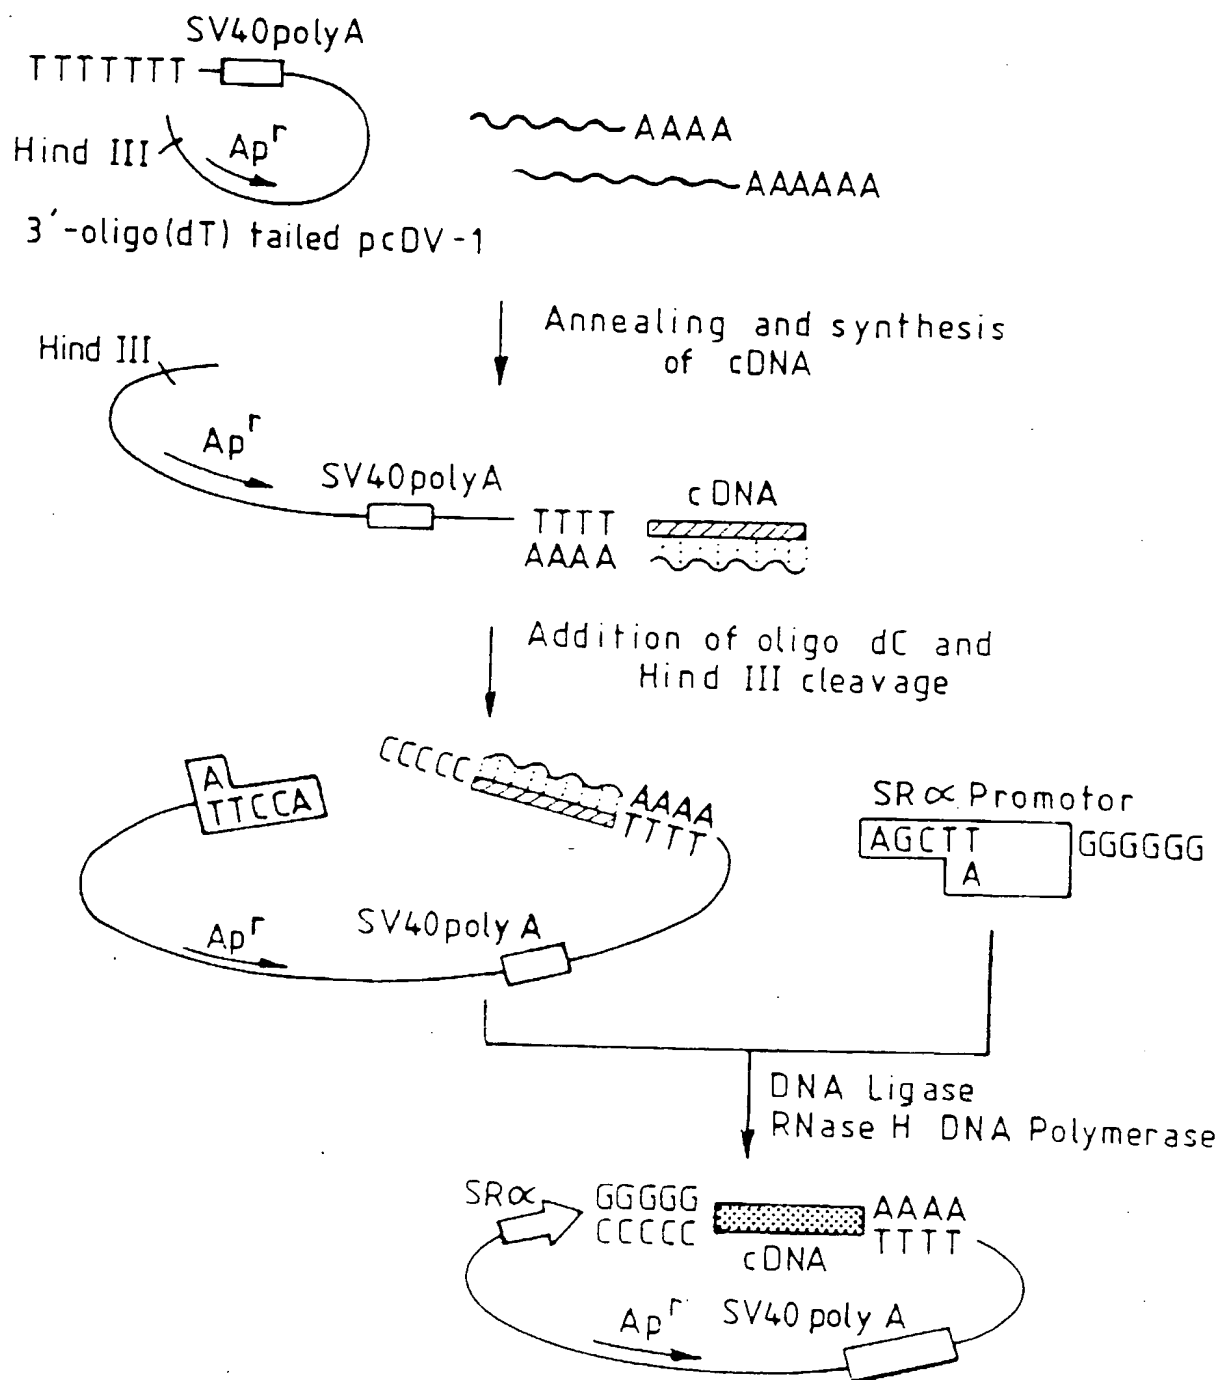 SV40polyA
TTTTTTT
Hind III
Ap^r
AAAA
AAAAAA
3´-oligo(dT) tailed pcDV-1
Annealing and synthesis
of cDNA
Hind III
Ap^r
SV40polyA
cDNA
TTTT
AAAA
Addition of oligo dC and
Hind III cleavage
A
TTCCA
CCCCC
AAAA
TTTT
SR∝ Promotor
AGCTT
A
GGGGGG
Ap^r
SV40poly A
DNA Ligase
RNase H DNA Polymerase
SR∝
GGGGG
CCCCC
cDNA
AAAA
TTTT
Ap^r
SV40 poly A